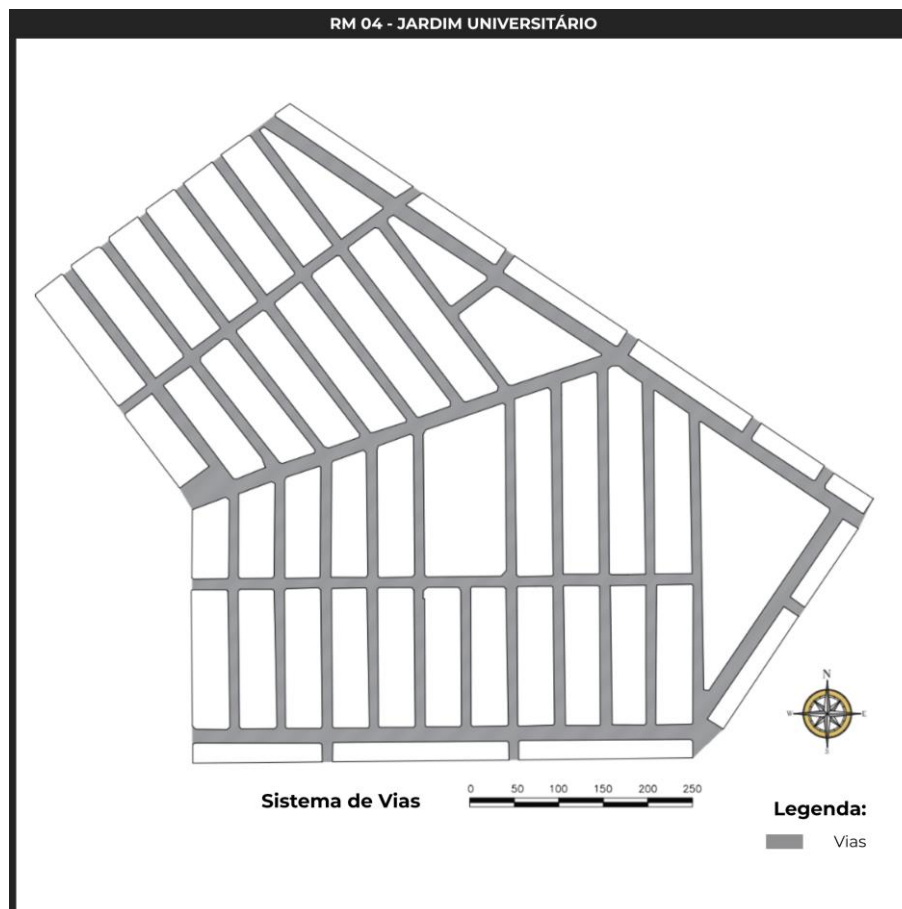 RM 04 - JARDIM UNIVERSITÁRIO
N
W
E
S
Sistema de Vias
0 50 100 150 200 250
Legenda:
Vias